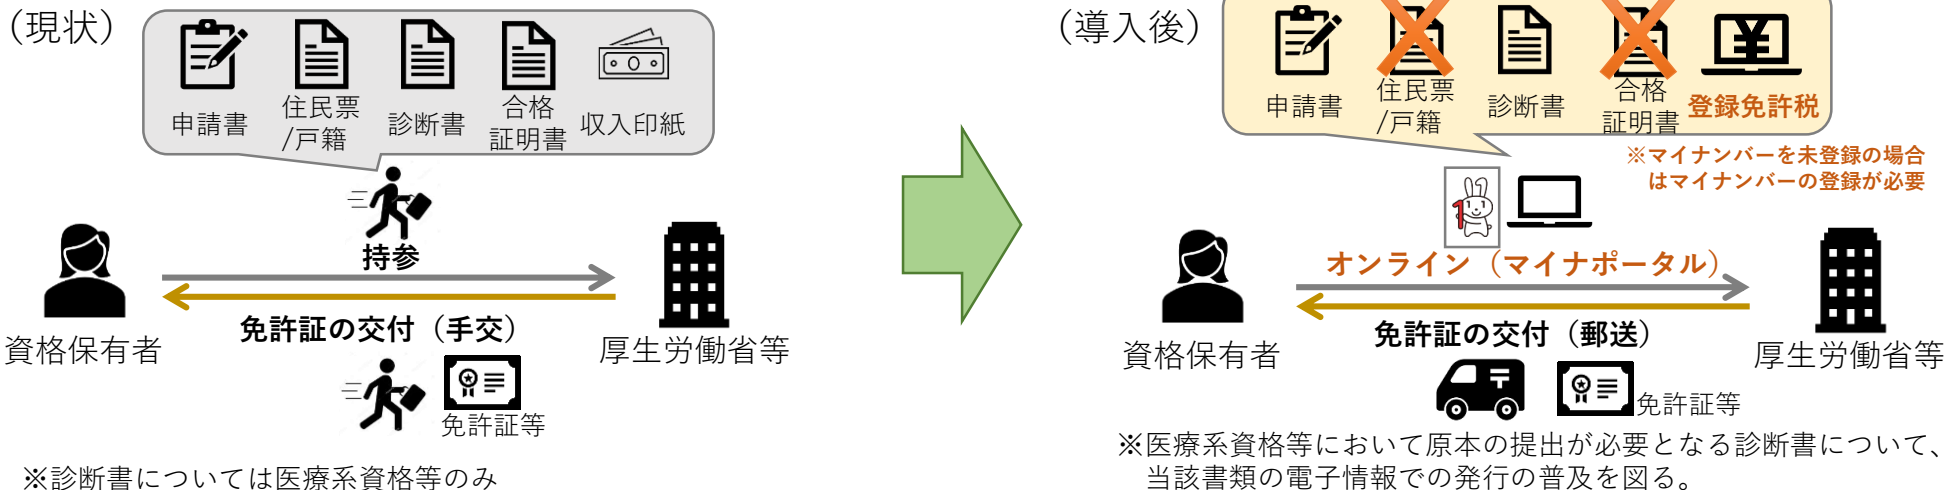 （現状）
申請書
住民票
/戸籍
診断書
合格
証明書
収入印紙
持参
免許証の交付（手交）
資格保有者
厚生労働省等
免許証等
※診断書については医療系資格等のみ
（導入後）
申請書
住民票
/戸籍
診断書
合格
証明書
¥
登録免許税
※マイナンバーを未登録の場合
はマイナンバーの登録が必要
1
オンライン（マイナポータル）
免許証の交付（郵送）
資格保有者
厚生労働省等
〒
免許証等
※医療系資格等において原本の提出が必要となる診断書について、
当該書類の電子情報での発行の普及を図る。